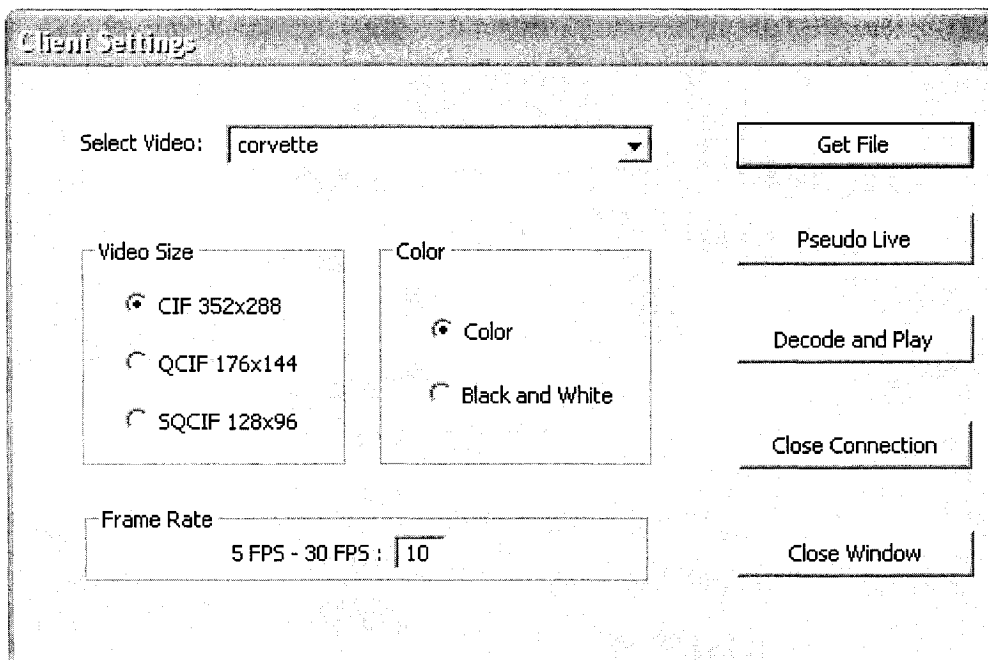 Client Settings
Select Video: corvette
Get File
Pseudo Live
Decode and Play
Close Connection
Close Window
Video Size
CIF 352x288
QCIF 176x144
SQCIF 128x96
Color
Color
Black and White
Frame Rate
5 FPS - 30 FPS : 10